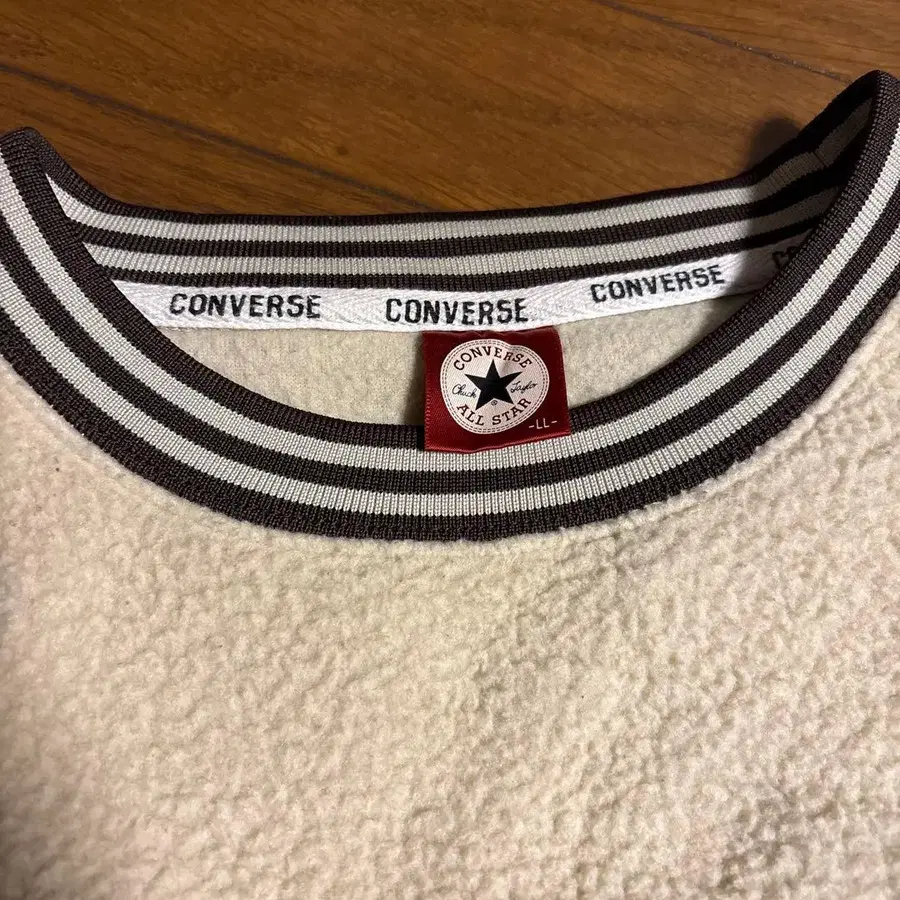 CONVERSE CONVERSE CONVERSE
CONVERSE
Chuck Taylor
®
ALL STAR
-LL-